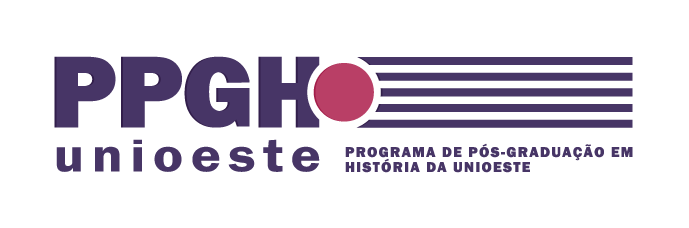 PPGH
unioeste
PROGRAMA DE PÓS-GRADUAÇÃO EM
HISTÓRIA DA UNIOESTE